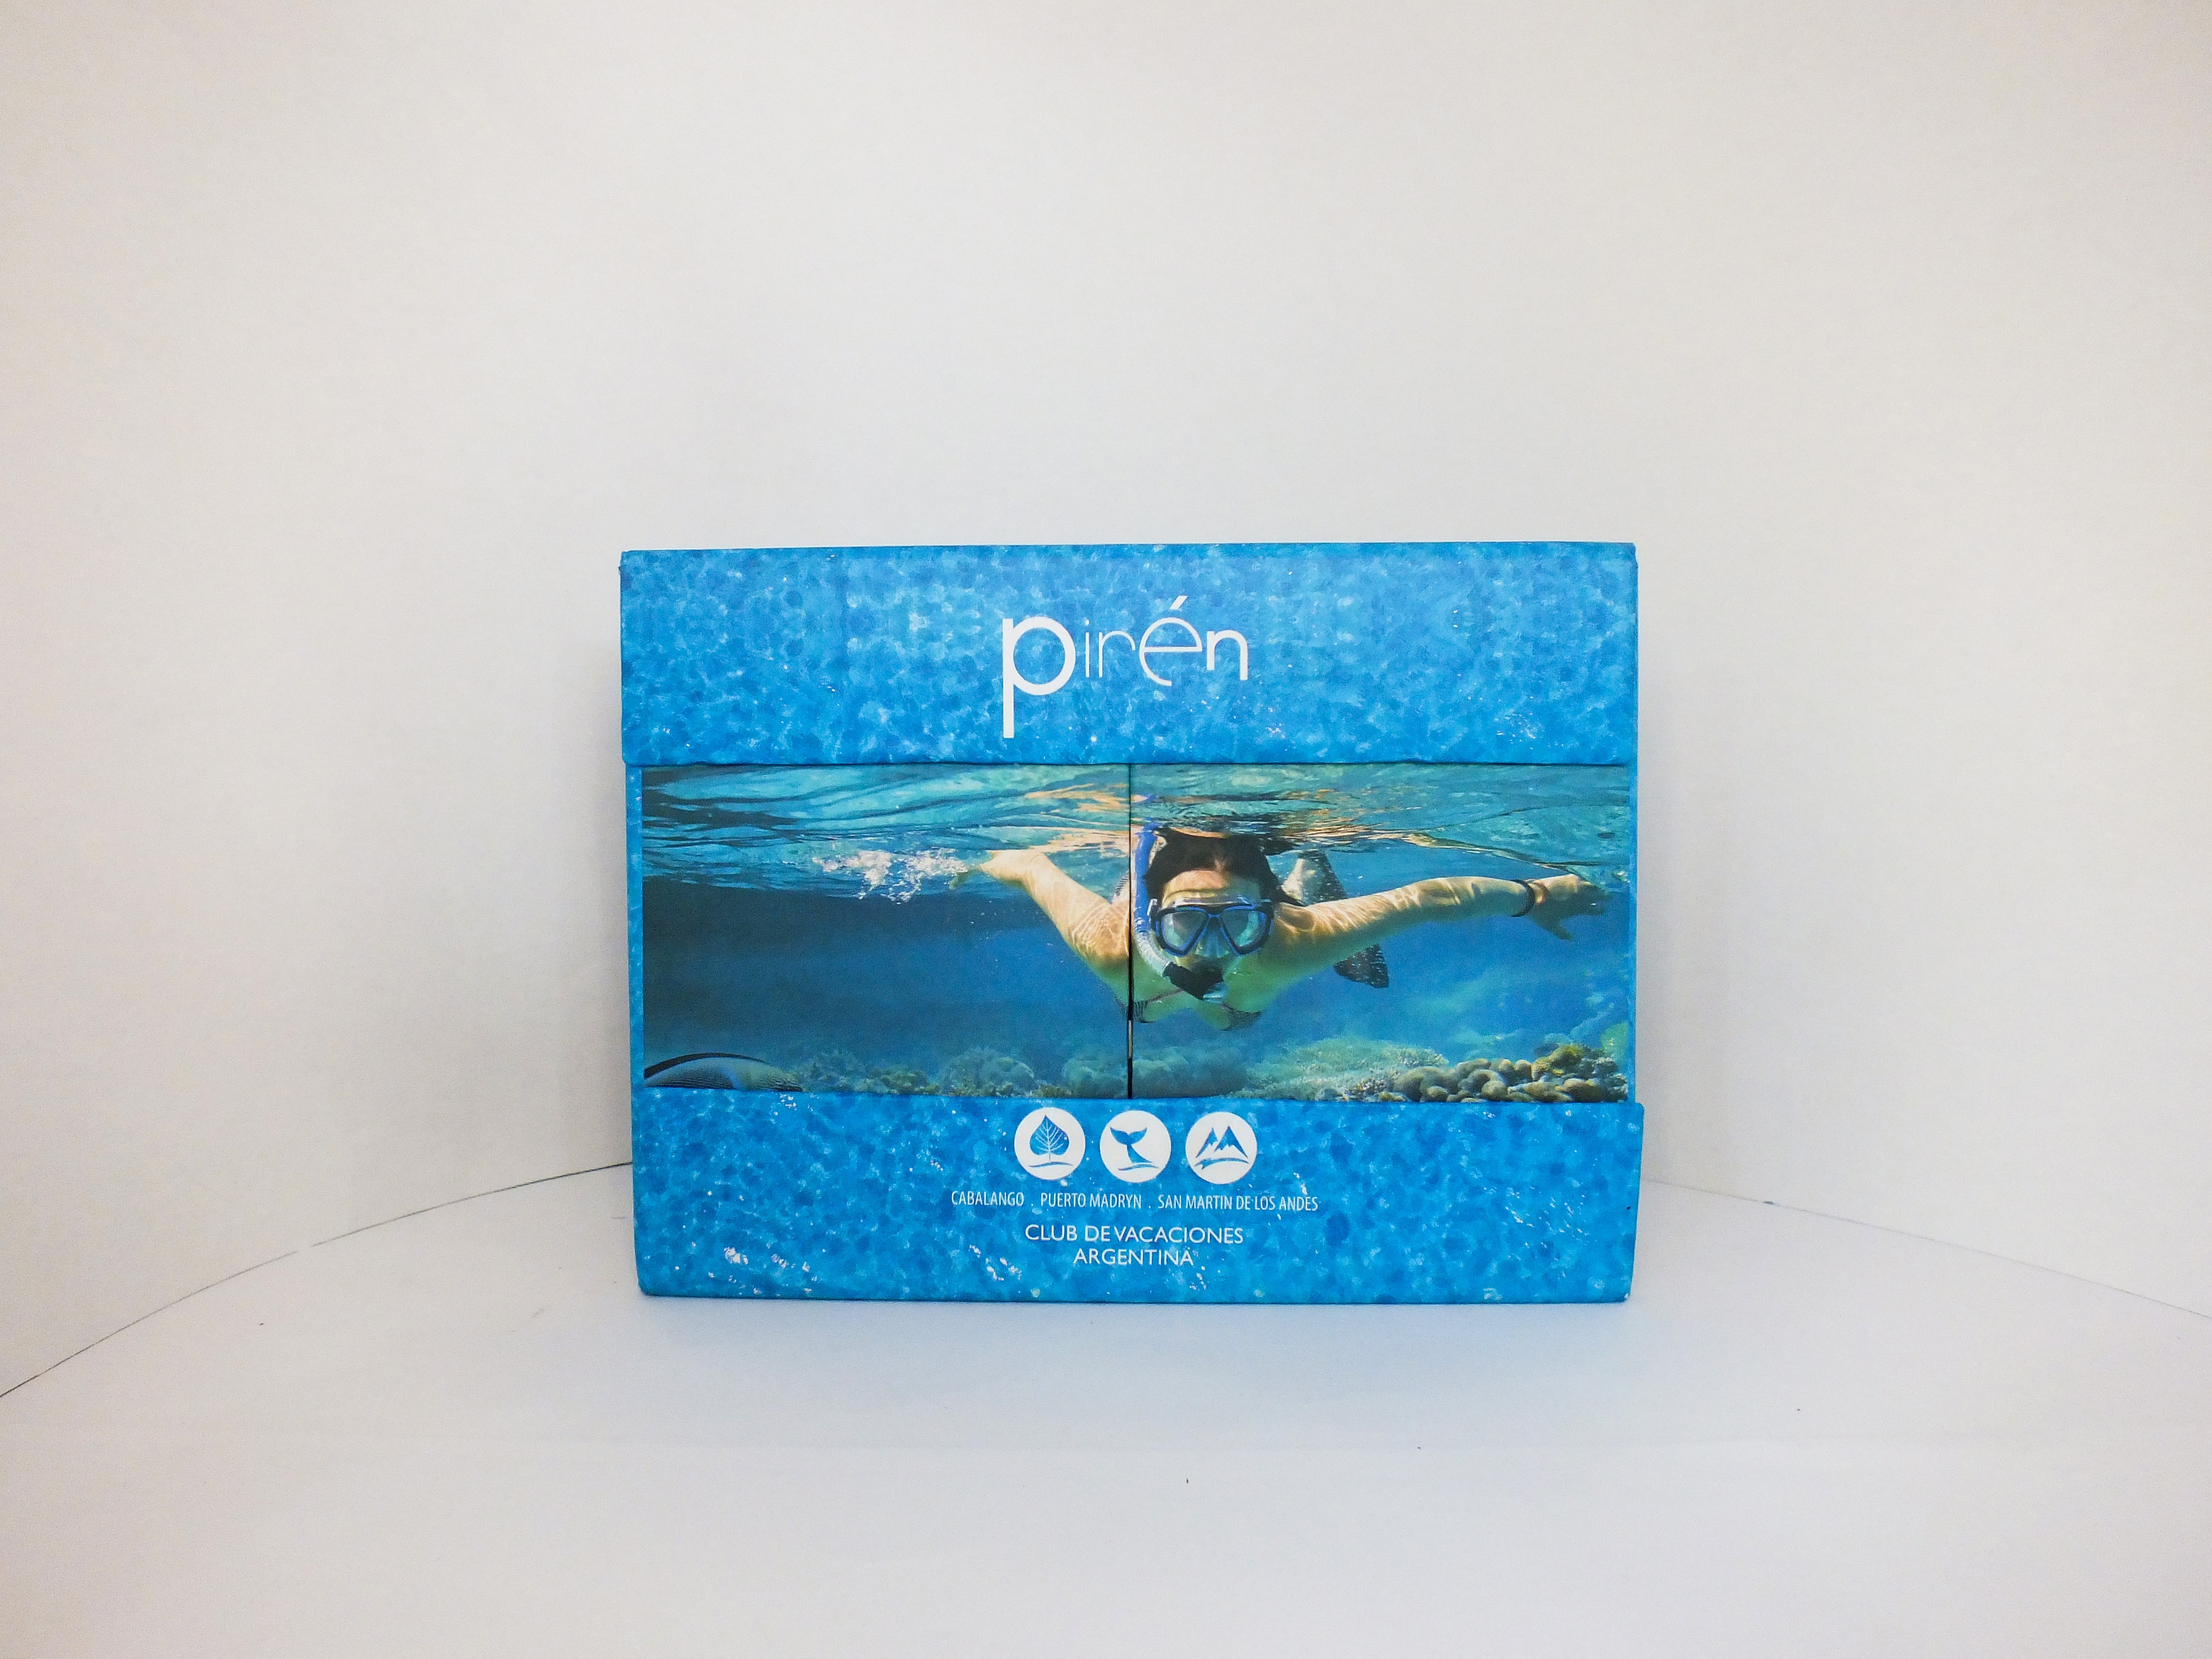 pirén
CABALANGO . PUERTO MADRYN . SAN MARTIN DE LOS ANDES
CLUB DE VACACIONES
ARGENTINA